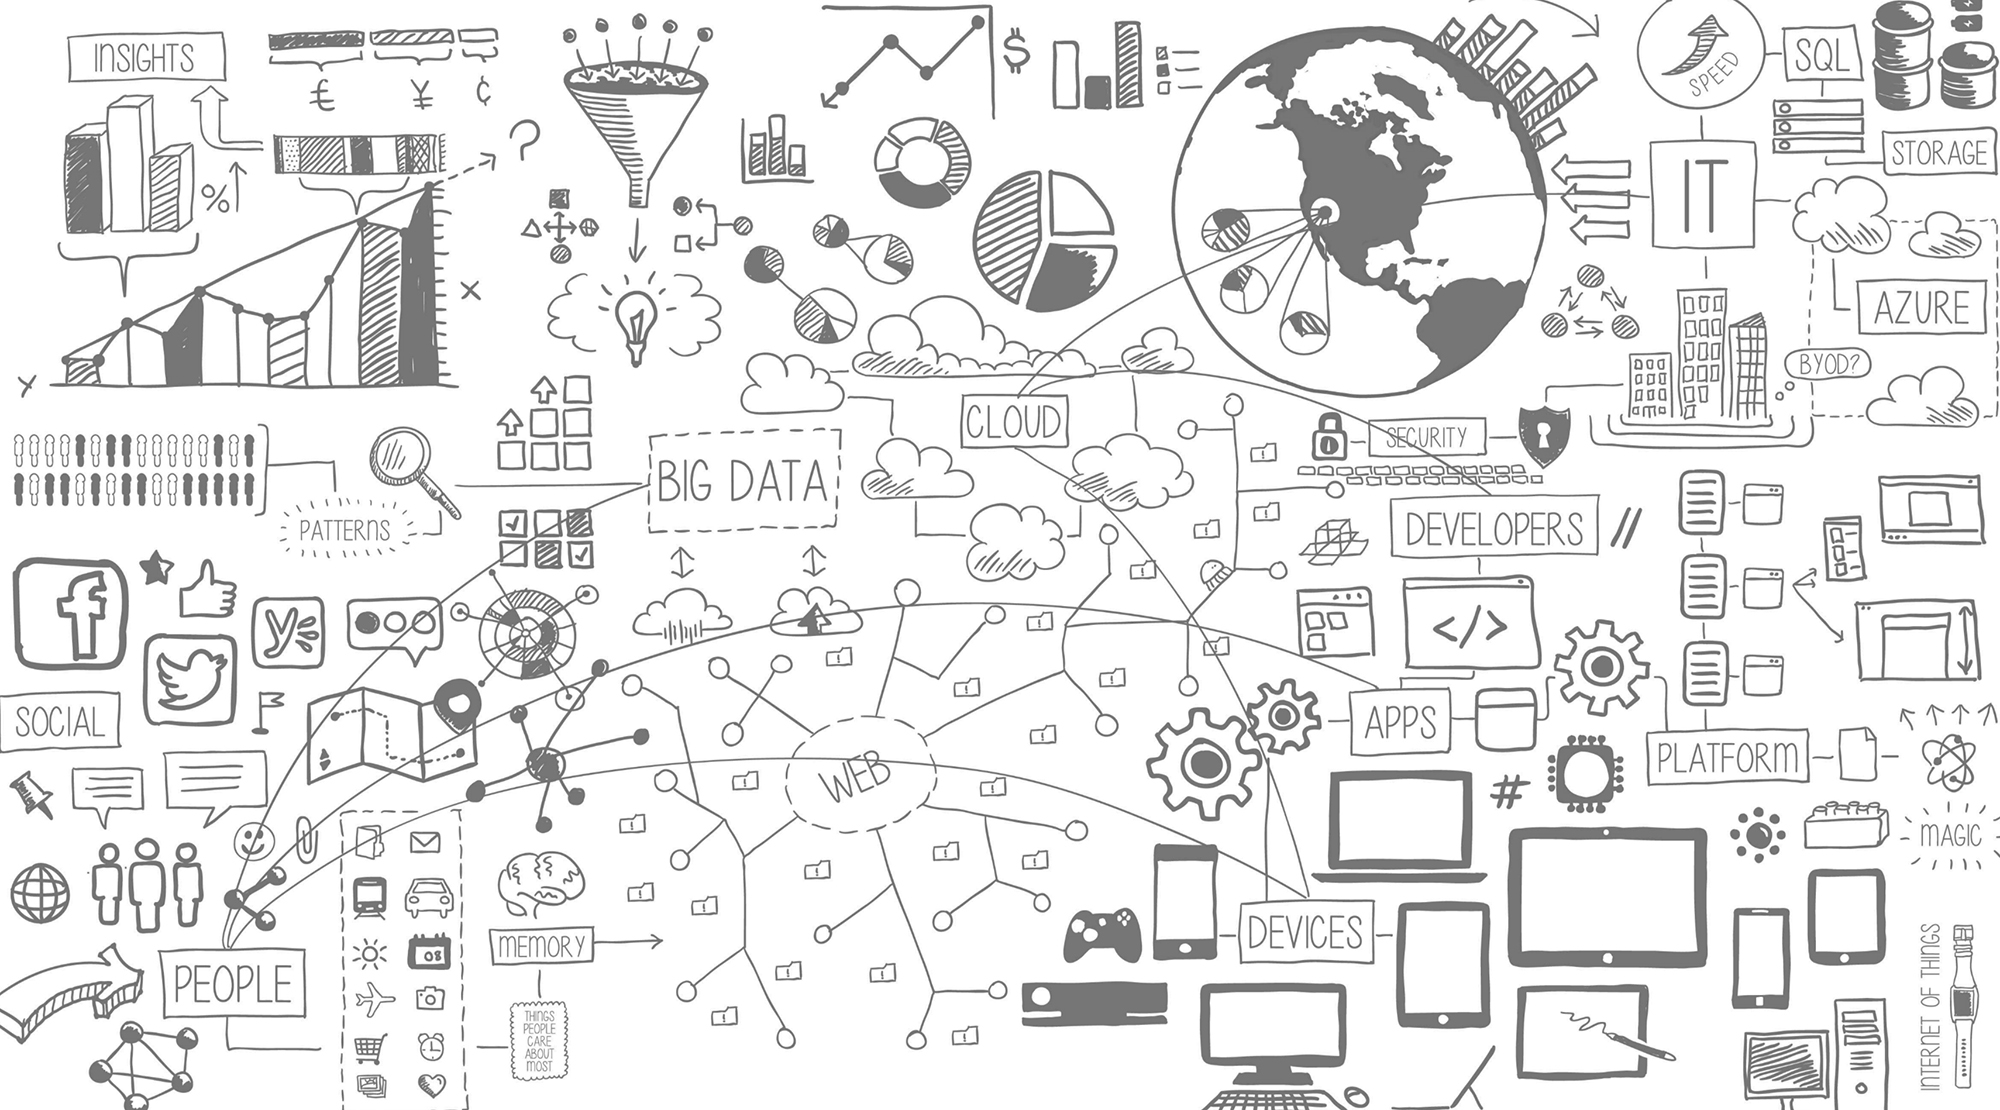 INSIGHTS
€
¥
¢
%
?
x
y
$
SPEED
SQL
STORAGE
IT
AZURE
BYOD?
CLOUD
SECURITY
BIG DATA
DEVELOPERS
//
</>
PATTERNS
f
y
SOCIAL
WEB
APPS
PLATFORM
#
MAGIC
DEVICES
MEMORY
THINGS
PEOPLE
CARE
ABOUT
MOST
08
PEOPLE
INTERNET OF THINGS